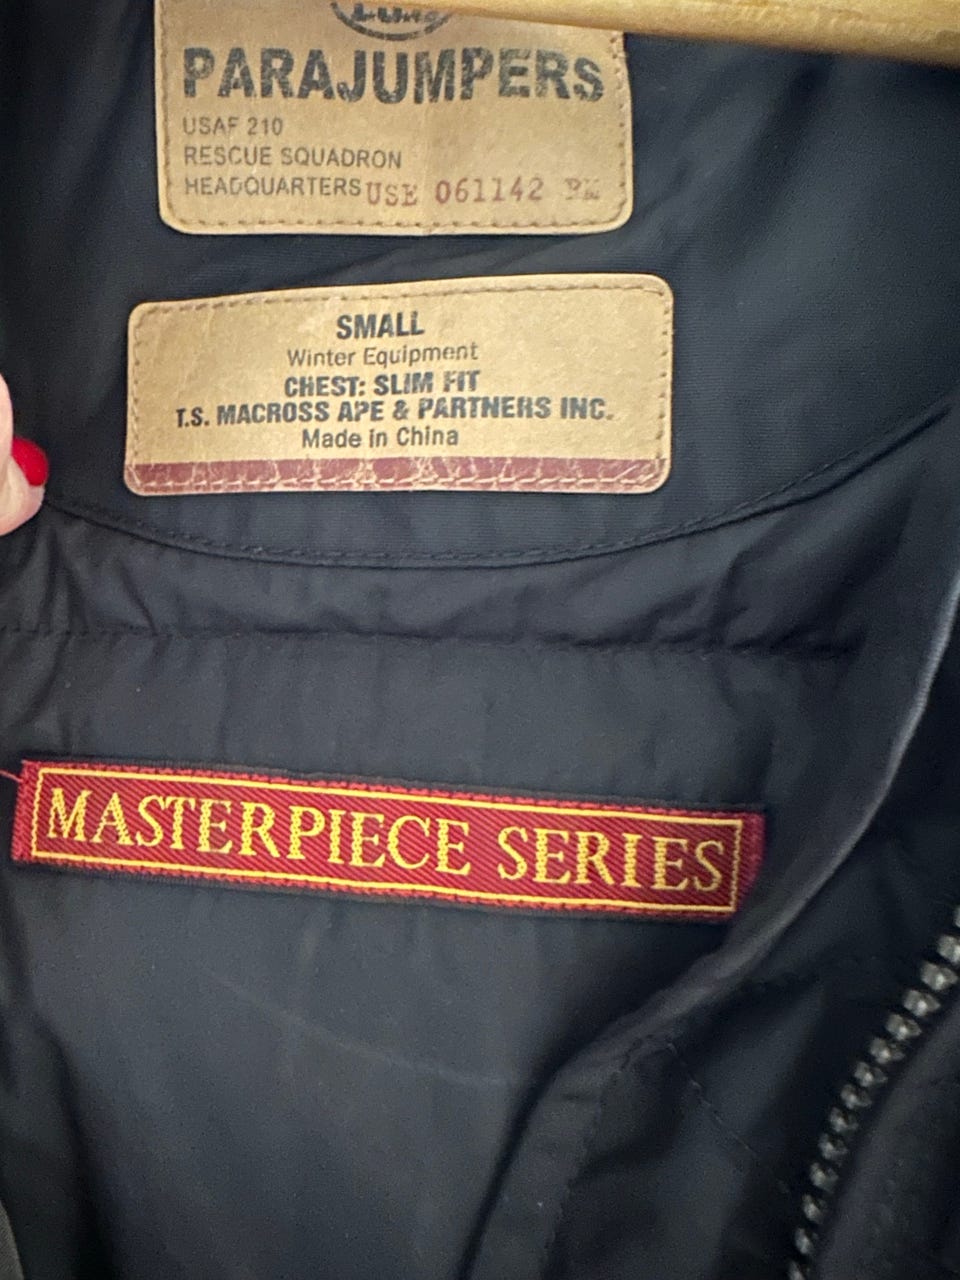 PARAJUMPERS
USAF 210
RESCUE SQUADRON
HEADQUARTERS USE 061142
SMALL
Winter Equipment
CHEST: SLIM FIT
T.S. MACROSS APE & PARTNERS INC.
Made in China
MASTERPIECE SERIES